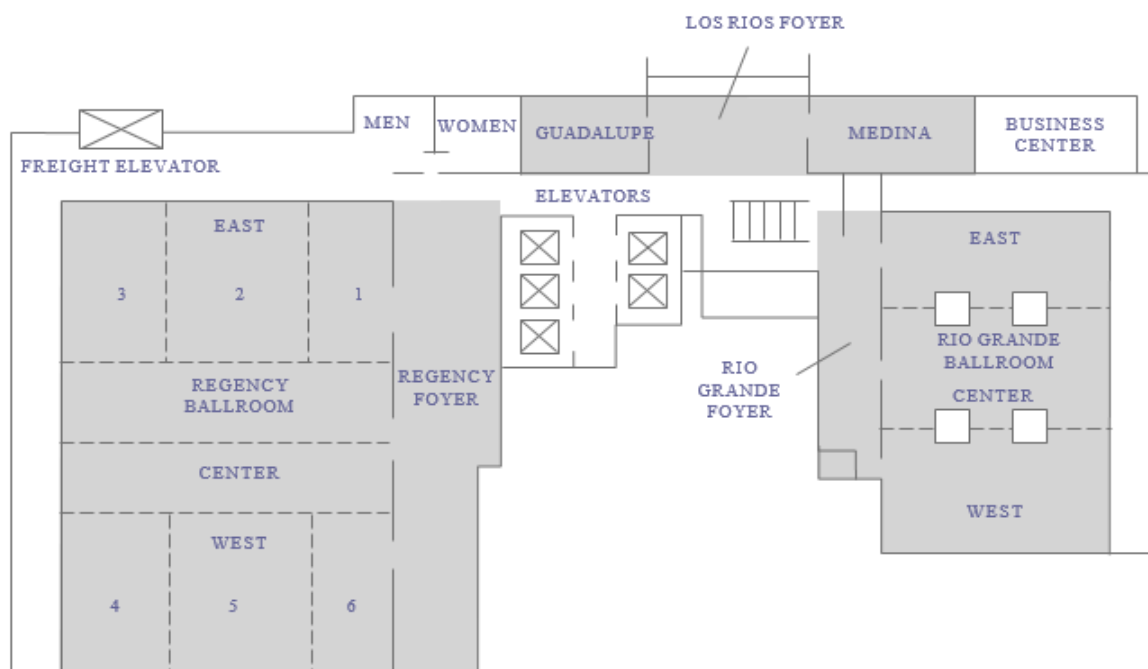 LOS RIOS FOYER
MEN
WOMEN
GUADALUPE
MEDINA
BUSINESS
CENTER
FREIGHT ELEVATOR
ELEVATORS
EAST
3
2
1
REGENCY
BALLROOM
REGENCY
FOYER
CENTER
WEST
4
5
6
RIO
GRANDE
FOYER
EAST
RIO GRANDE
BALLROOM
CENTER
WEST